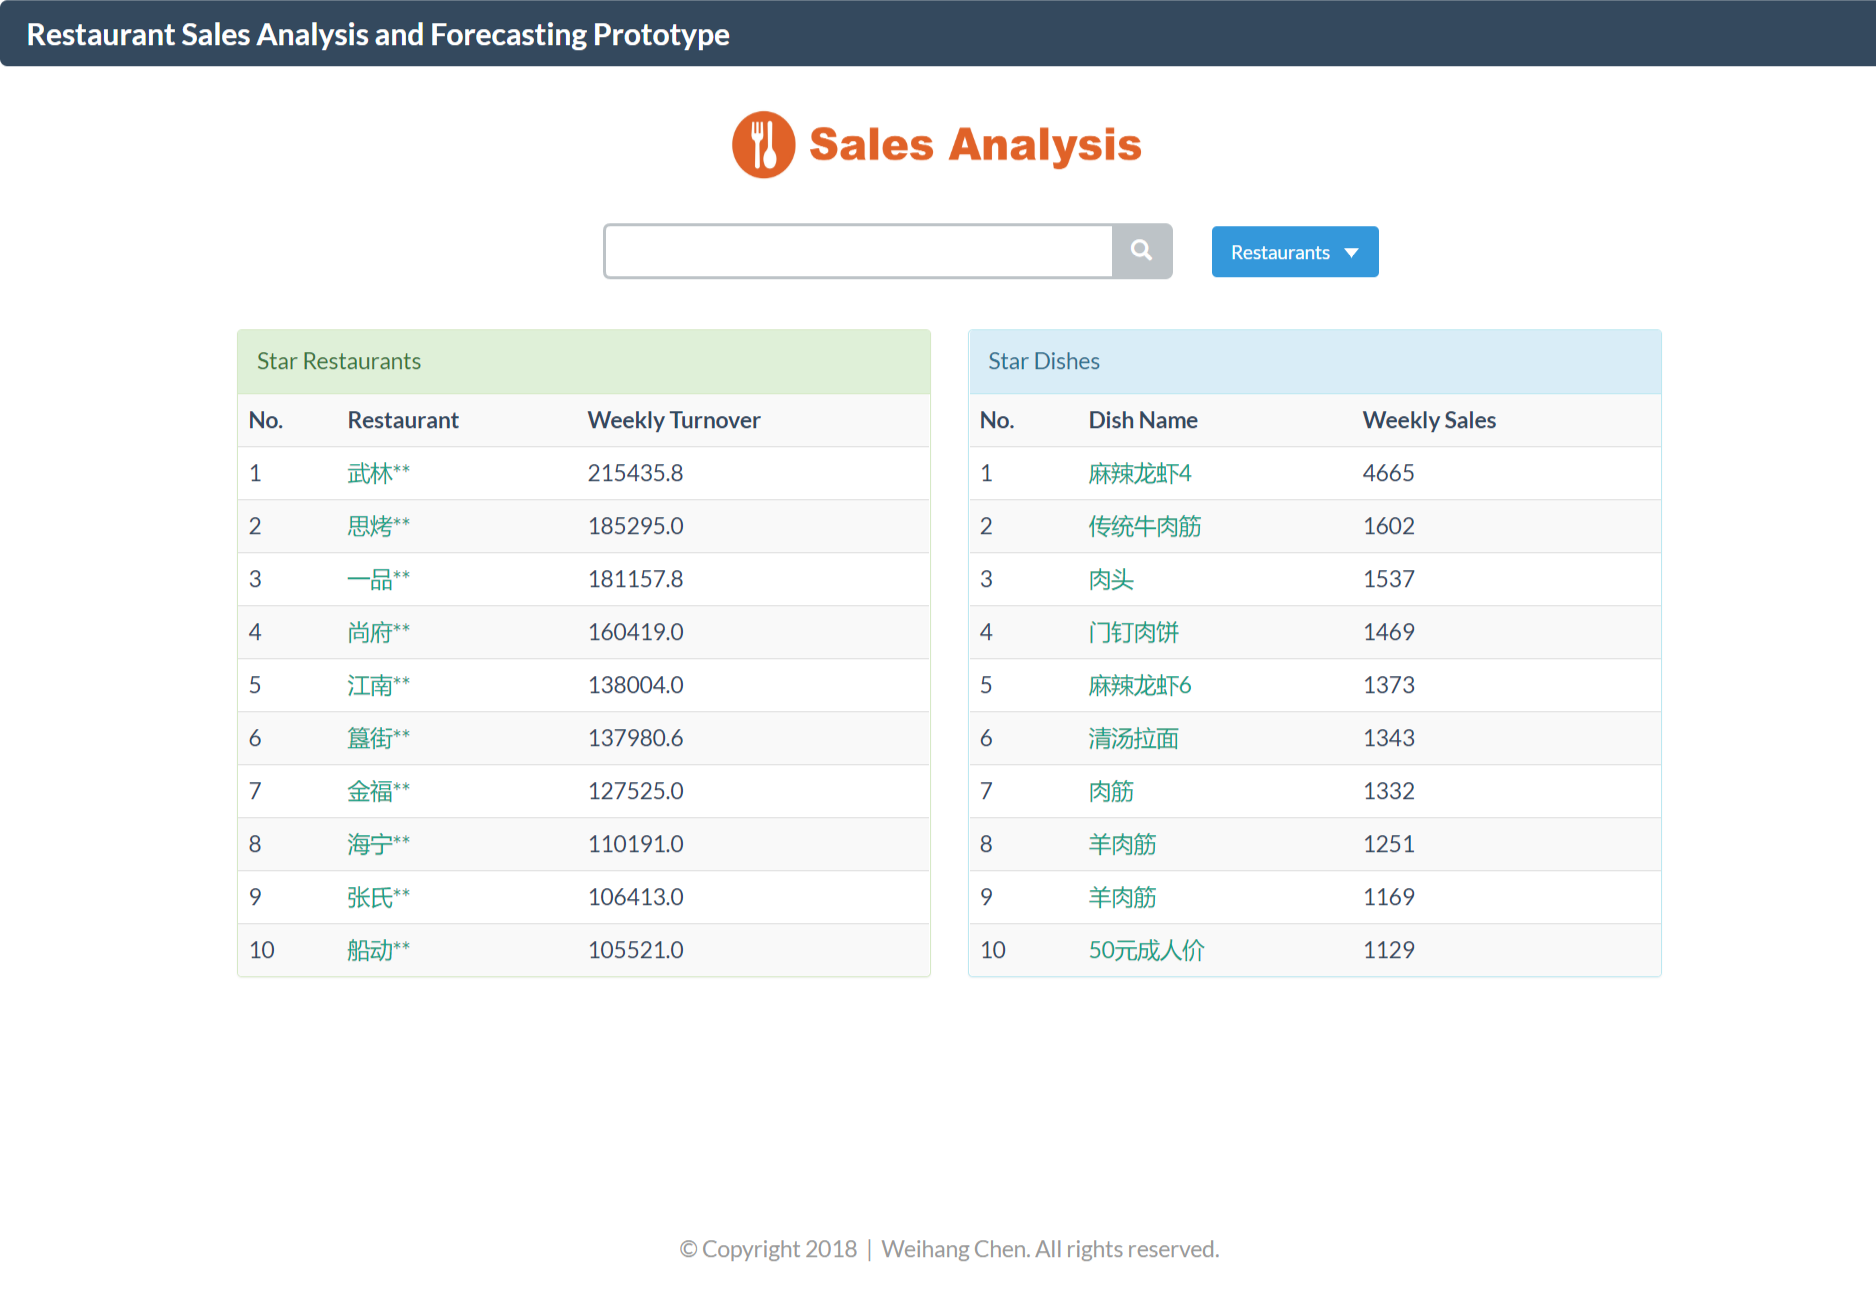 Restaurant Sales Analysis and Forecasting Prototype
Sales Analysis
Restaurants
Star Restaurants
No. Restaurant Weekly Turnover
1 武林** 215435.8
2 思烤** 185295.0
3 一品** 181157.8
4 尚府** 160419.0
5 江南** 138004.0
6 簋街** 137980.6
7 金福** 127525.0
8 海宁** 110191.0
9 张氏** 106413.0
10 船动** 105521.0
Star Dishes
No. Dish Name Weekly Sales
1 麻辣龙虾4 4665
2 传统牛肉筋 1602
3 肉头 1537
4 门钉肉饼 1469
5 麻辣龙虾6 1373
6 清汤拉面 1343
7 肉筋 1332
8 羊肉筋 1251
9 羊肉筋 1169
10 50元成人价 1129
© Copyright 2018 | Weihang Chen. All rights reserved.